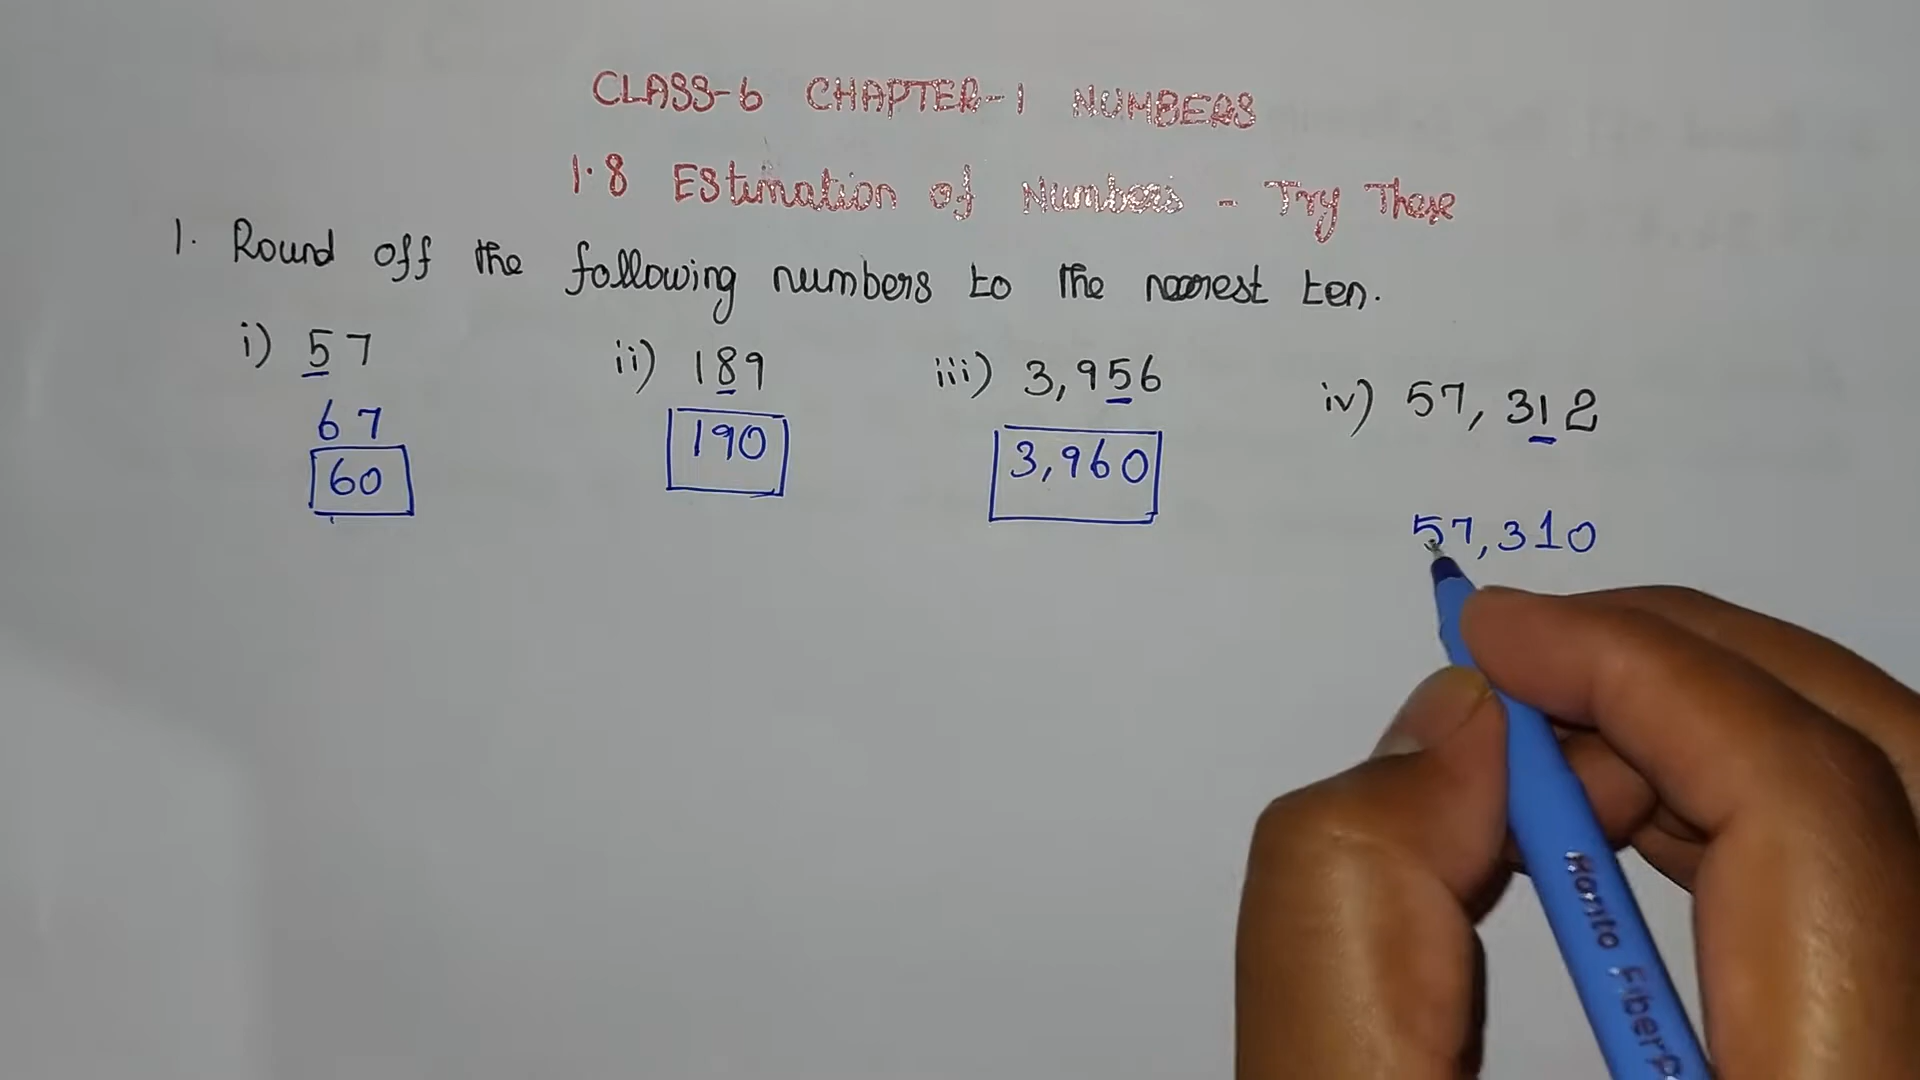 CLASS-6 CHAPTER-1 NUMBERS
1.8 Estimation of Numbers - Try These
1. Round off the following numbers to the nearest ten.
i) 57 ii) 189 iii) 3,956 iv) 57,312
67
60 190 3,960 57,310
Monito Fiber